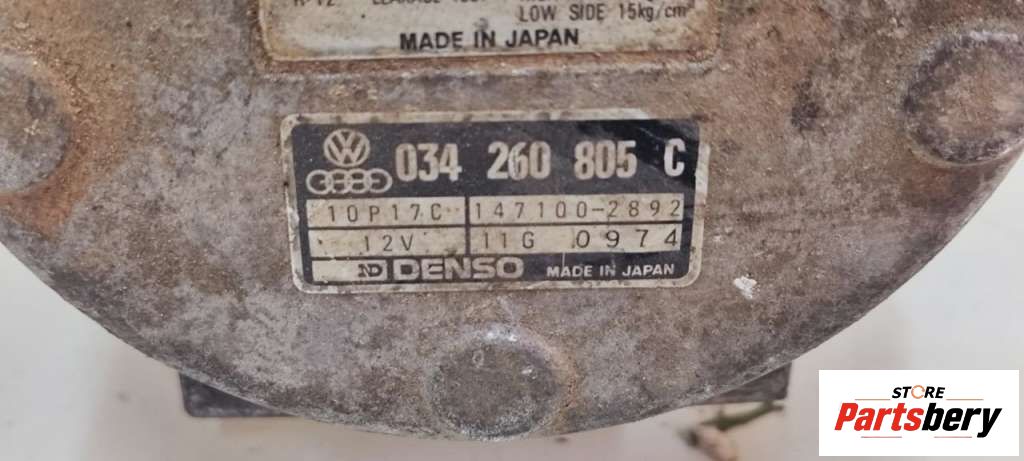 LOW SIDE 15kg/cm²
MADE IN JAPAN
034 260 805 C
10P17C 147100-2892
12V 11G 0974
ND DENSO MADE IN JAPAN
STORE
Partsbery